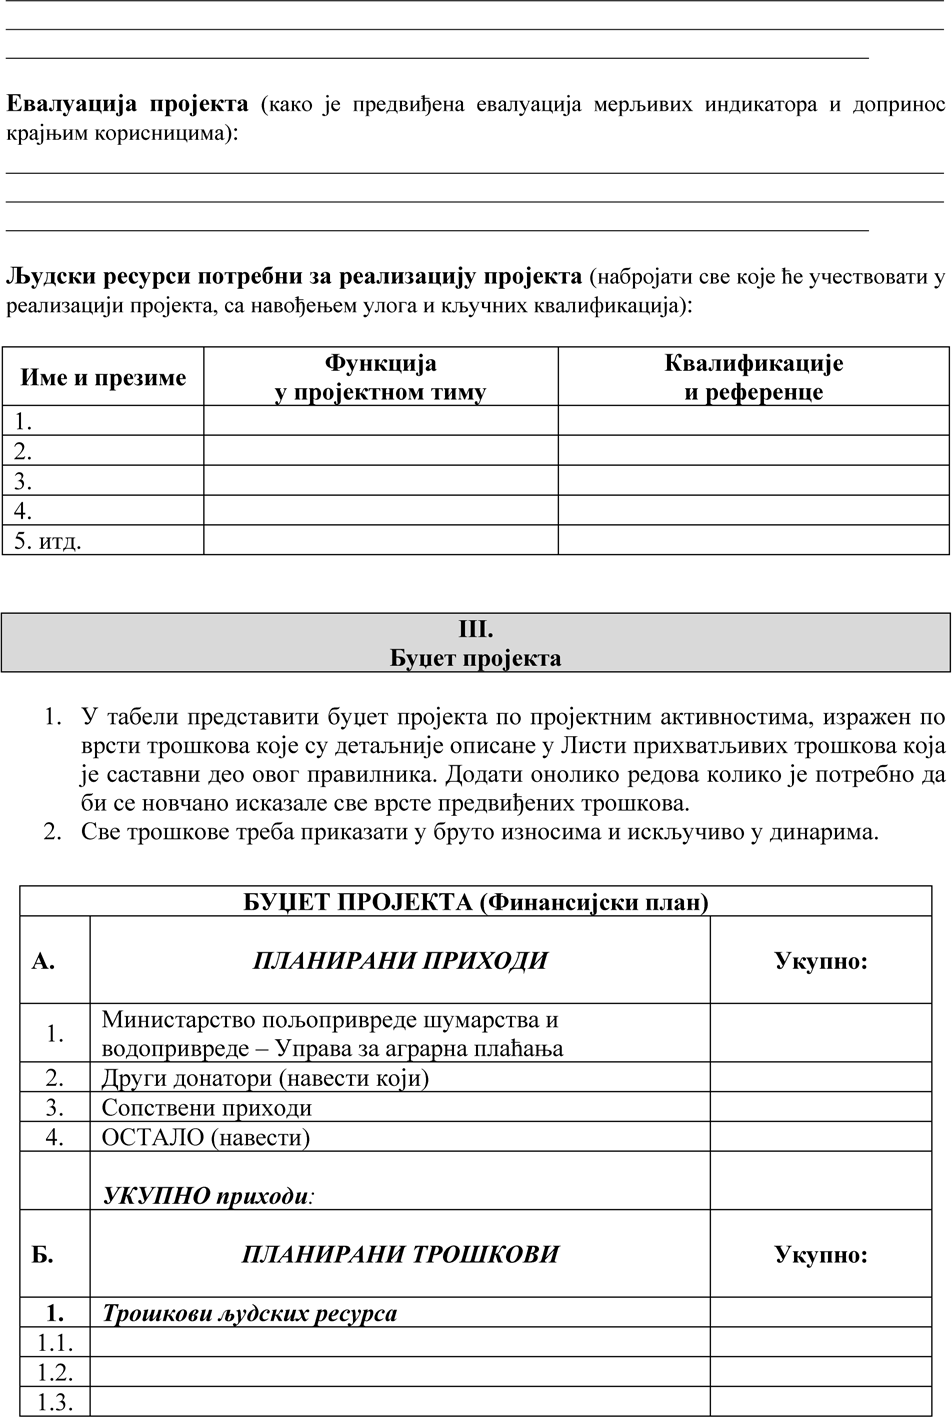 Евалуација пројекта (како је предвиђена евалуација мерљивих индикатора и допринос
крајњим корисницима):
Људски ресурси потребни за реализацију пројекта (набројати све које ће учествовати у
реализацији пројекта, са навођењем улога и кључних квалификација):
Име и презиме
Функција
у пројектном тиму
Квалификације
и референце
1.
2.
3.
4.
5. итд.
III.
Буџет пројекта
1. У табели представити буџет пројекта по пројектним активностима, изражен по
врсти трошкова које су детаљније описане у Листи прихватљивих трошкова која
је саставни део овог правилника. Додати онолико редова колико је потребно да
би се новчано исказале све врсте предвиђених трошкова.
2. Све трошкове треба приказати у бруто износима и искључиво у динарима.
БУЏЕТ ПРОЈЕКТА (Финансијски план)
А. ПЛАНИРАНИ ПРИХОДИ Укупно:
1. Министарство пољопривреде шумарства и
водопривреде – Управа за аграрна плаћања
2. Други донатори (навести који)
3. Сопствени приходи
4. ОСТАЛО (навести)
УКУПНО приходи:
Б. ПЛАНИРАНИ ТРОШКОВИ Укупно:
1. Трошкови људских ресурса
1.1.
1.2.
1.3.